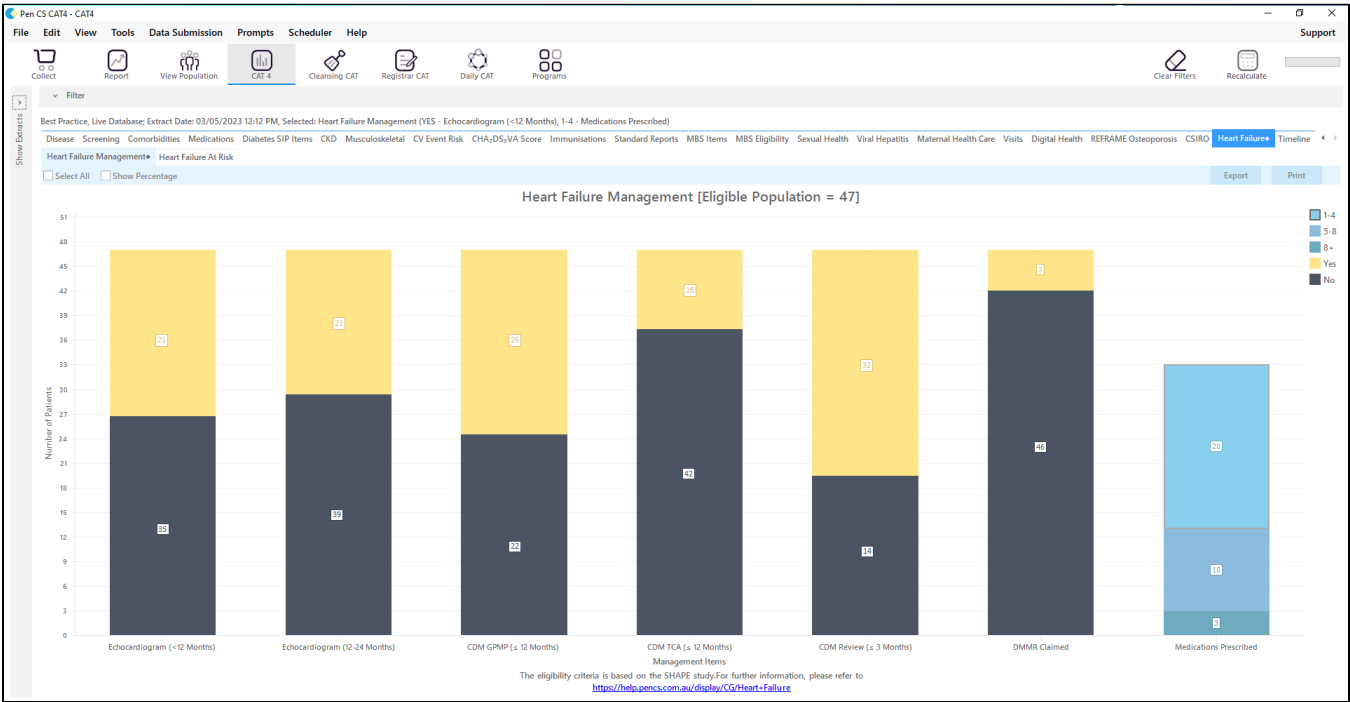 Pen CS CAT4 - CAT4
File Edit View Tools Data Submission Prompts Scheduler Help Support
Collect Report View Population CAT 4 Cleansing CAT Registrar CAT Daily CAT Programs Clear Filters Recalculate
Filter
Show Extracts
Best Practice, Live Database; Extract Date: 03/05/2023 12:12 PM, Selected: Heart Failure Management (YES - Echocardiogram (<12 Months), 1-4 - Medications Prescribed)
Disease Screening Comorbidities Medications Diabetes SIP Items CKD Musculoskeletal CV Event Risk CHA₂DS₂VA Score Immunisations Standard Reports MBS Items MBS Eligibility Sexual Health Viral Hepatitis Maternal Health Care Visits Digital Health REFRAME Osteoporosis CSIRO Heart Failure● Timeline
Heart Failure Management● Heart Failure At Risk
Select All Show Percentage Export Print
Heart Failure Management [Eligible Population = 47]
1-4
5-8
8+
Yes
No
Number of Patients
51
48
45
42
39
36
33
30
27
24
21
18
15
12
9
6
3
0
21 21 26 16 32 3 20
35 39 22 42 14 46 10
3
Echocardiogram (<12 Months) Echocardiogram (12-24 Months) CDM GPMP (≤ 12 Months) CDM TCA (≤ 12 Months) CDM Review (≤ 3 Months) DMMR Claimed Medications Prescribed
Management Items
The eligibility criteria is based on the SHAPE study.For further information, please refer to
https://help.pencs.com.au/display/CG/Heart+Failure